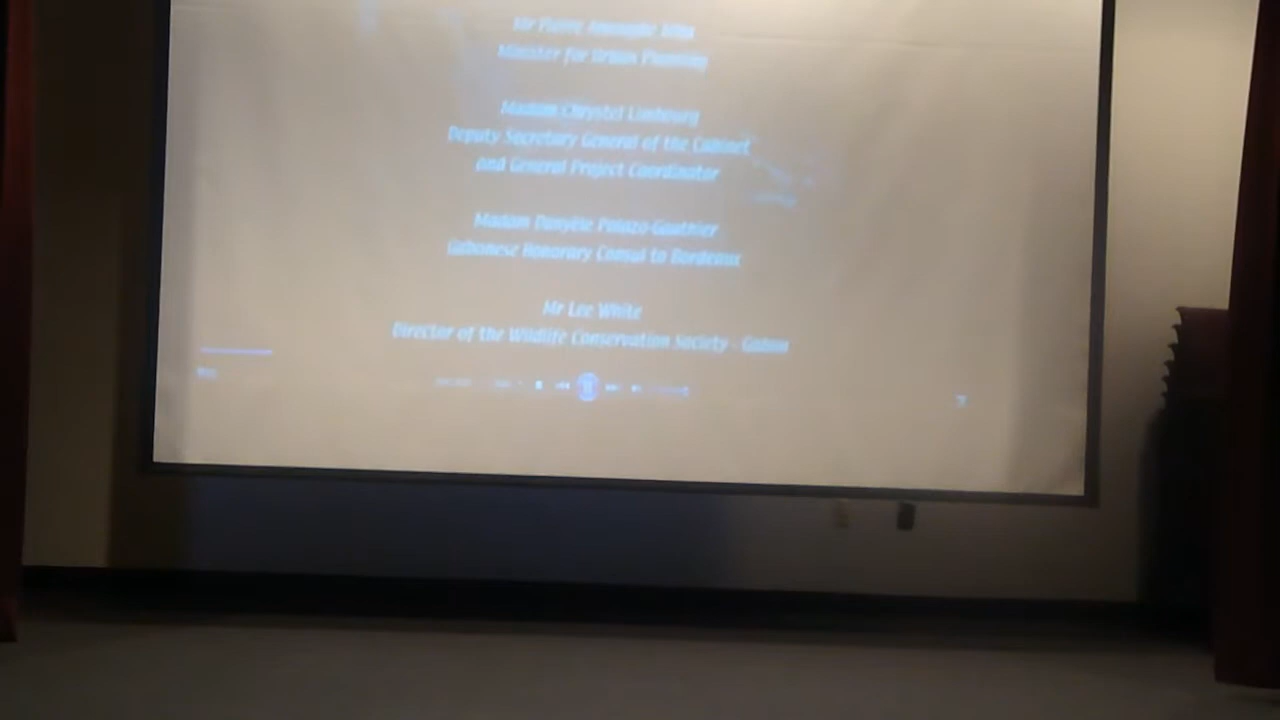 Mr
Minister for Urban Planning
Madam Chrystel Limbourg
Deputy Secretary General of the Cabinet
and General Project Coordinator
Madam Danyèle Palazo-Gauthier
Gabonese Honorary Consul to Bordeaux
Mr Lee White
Director of the Wildlife Conservation Society - Gabon